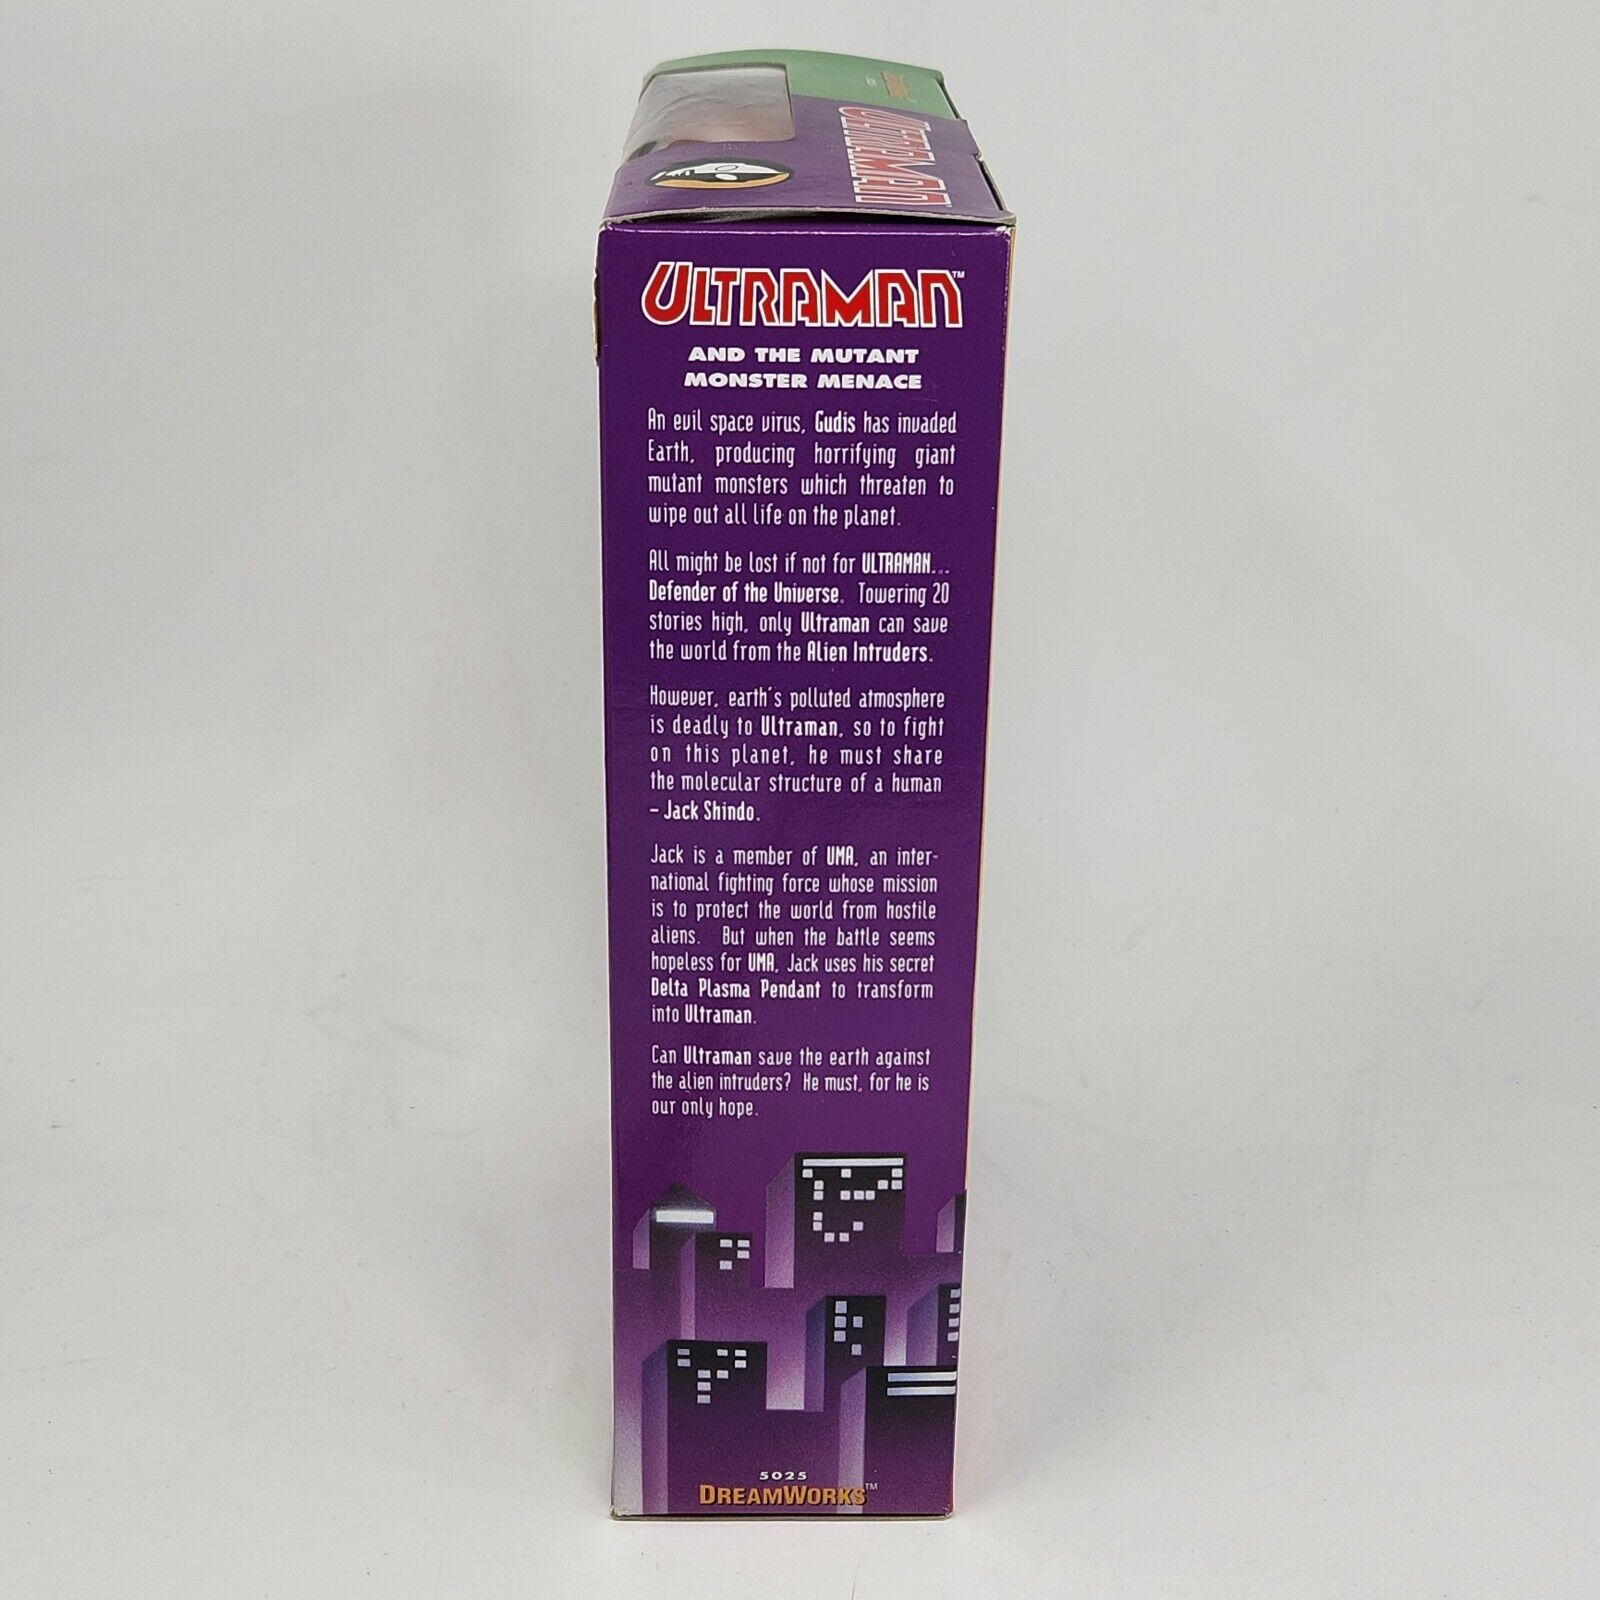 ULTRAMAN
ULTRAMAN™
AND THE MUTANT
MONSTER MENACE
An evil space virus, Gudis has invaded
Earth, producing horrifying giant
mutant monsters which threaten to
wipe out all life on the planet.
All might be lost if not for ULTRAMAN...
Defender of the Universe. Towering 20
stories high, only Ultraman can save
the world from the Alien Intruders.
However, earth's polluted atmosphere
is deadly to Ultraman, so to fight
on this planet, he must share
the molecular structure of a human
– Jack Shindo.
Jack is a member of UMA, an inter-
national fighting force whose mission
is to protect the world from hostile
aliens. But when the battle seems
hopeless for UMA, Jack uses his secret
Delta Plasma Pendant to transform
into Ultraman.
Can Ultraman save the earth against
the alien intruders? He must, for he is
our only hope.
5025
DREAMWORKS™